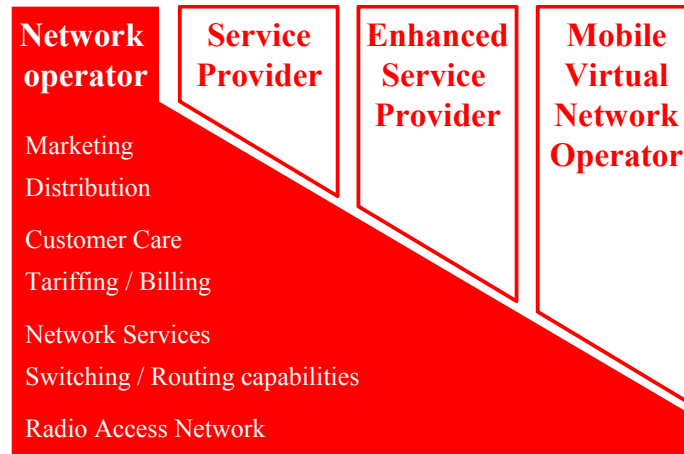 Network
operator
Service
Provider
Enhanced
Service
Provider
Mobile
Virtual
Network
Operator
Marketing
Distribution
Customer Care
Tariffing / Billing
Network Services
Switching / Routing capabilities
Radio Access Network